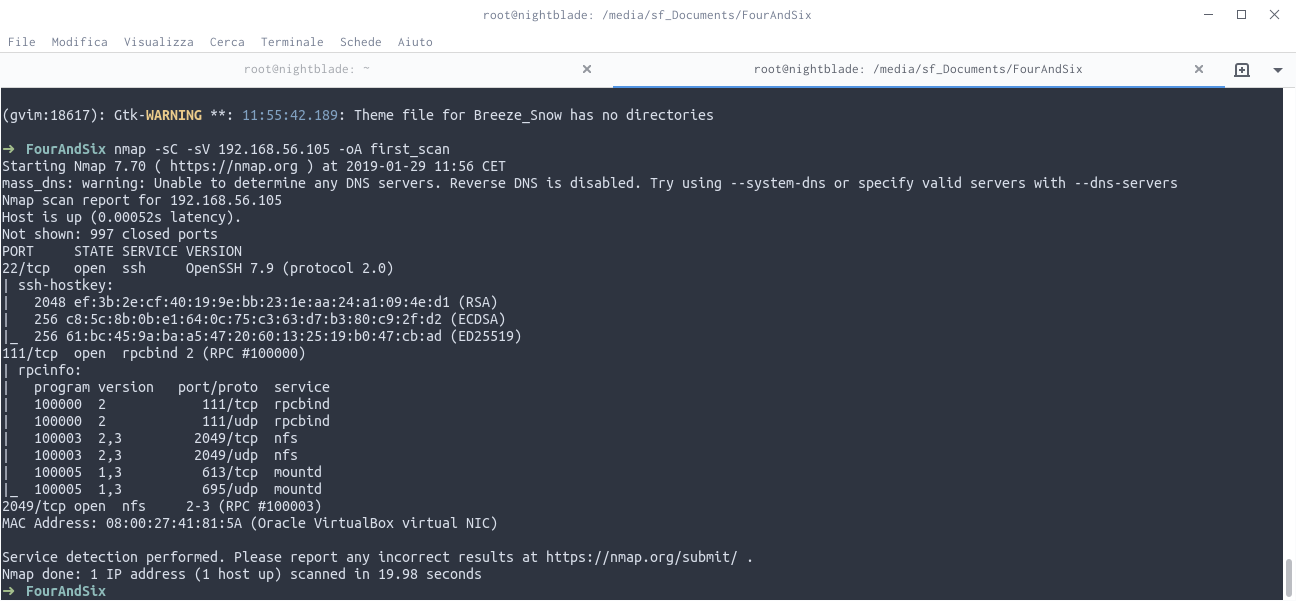 root@nightblade: /media/sf_Documents/FourAndSix
File Modifica Visualizza Cerca Terminale Schede Aiuto
root@nightblade: ~ root@nightblade: /media/sf_Documents/FourAndSix
(gvim:18617): Gtk-WARNING **: 11:55:42.189: Theme file for Breeze_Snow has no directories
➜ FourAndSix nmap -sC -sV 192.168.56.105 -oA first_scan
Starting Nmap 7.70 ( https://nmap.org ) at 2019-01-29 11:56 CET
mass_dns: warning: Unable to determine any DNS servers. Reverse DNS is disabled. Try using --system-dns or specify valid servers with --dns-servers
Nmap scan report for 192.168.56.105
Host is up (0.00052s latency).
Not shown: 997 closed ports
PORT     STATE SERVICE VERSION
22/tcp   open  ssh     OpenSSH 7.9 (protocol 2.0)
| ssh-hostkey:
|   2048 ef:3b:2e:cf:40:19:9e:bb:23:1e:aa:24:a1:09:4e:d1 (RSA)
|   256 c8:5c:8b:0b:e1:64:0c:75:c3:63:d7:b3:80:c9:2f:d2 (ECDSA)
|_  256 61:bc:45:9a:ba:a5:47:20:60:13:25:19:b0:47:cb:ad (ED25519)
111/tcp  open  rpcbind 2 (RPC #100000)
| rpcinfo:
|   program version   port/proto  service
|   100000  2            111/tcp  rpcbind
|   100000  2            111/udp  rpcbind
|   100003  2,3         2049/tcp  nfs
|   100003  2,3         2049/udp  nfs
|   100005  1,3          613/tcp  mountd
|_  100005  1,3          695/udp  mountd
2049/tcp open  nfs     2-3 (RPC #100003)
MAC Address: 08:00:27:41:81:5A (Oracle VirtualBox virtual NIC)
Service detection performed. Please report any incorrect results at https://nmap.org/submit/ .
Nmap done: 1 IP address (1 host up) scanned in 19.98 seconds
➜ FourAndSix